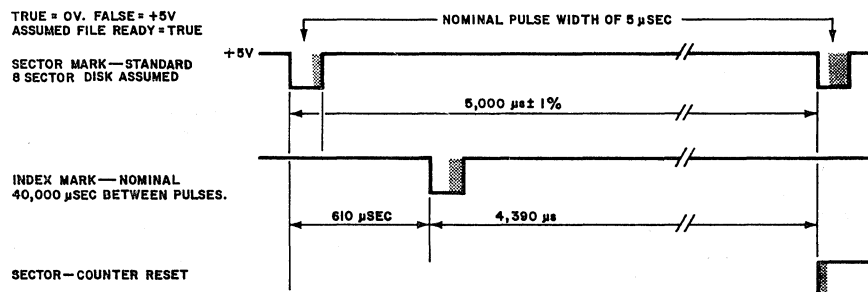 TRUE = OV. FALSE = +5V
ASSUMED FILE READY = TRUE
NOMINAL PULSE WIDTH OF 5 µSEC
+5V
SECTOR MARK—STANDARD
8 SECTOR DISK ASSUMED
5,000 µs ± 1%
INDEX MARK—NOMINAL
40,000 µSEC BETWEEN PULSES.
610 µSEC
4,390 µs
SECTOR—COUNTER RESET